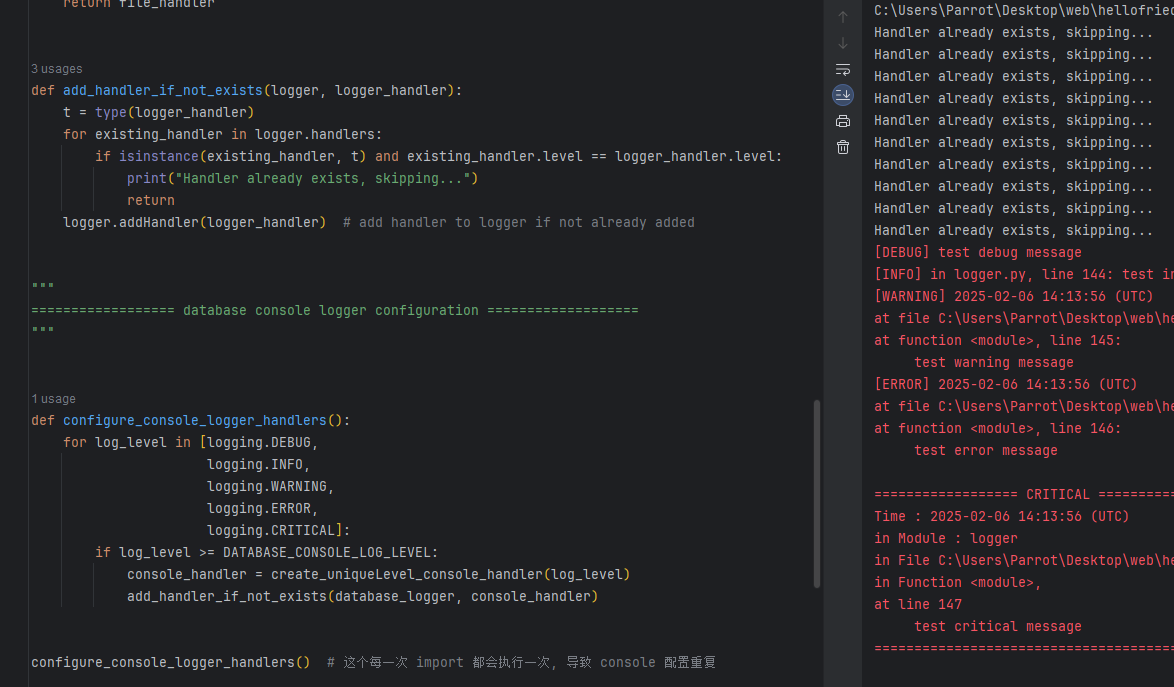 return file_handler
3 usages
def add_handler_if_not_exists(logger, logger_handler):
t = type(logger_handler)
for existing_handler in logger.handlers:
if isinstance(existing_handler, t) and existing_handler.level == logger_handler.level:
print("Handler already exists, skipping...")
return
logger.addHandler(logger_handler)  # add handler to logger if not already added
"""
================== database console logger configuration ===================
"""
1 usage
def configure_console_logger_handlers():
for log_level in [logging.DEBUG,
logging.INFO,
logging.WARNING,
logging.ERROR,
logging.CRITICAL]:
if log_level >= DATABASE_CONSOLE_LOG_LEVEL:
console_handler = create_uniqueLevel_console_handler(log_level)
add_handler_if_not_exists(database_logger, console_handler)
configure_console_logger_handlers()  # 这个每一次 import 都会执行一次, 导致 console 配置重复
C:\Users\Parrot\Desktop\web\hellofried
Handler already exists, skipping...
Handler already exists, skipping...
Handler already exists, skipping...
Handler already exists, skipping...
Handler already exists, skipping...
Handler already exists, skipping...
Handler already exists, skipping...
Handler already exists, skipping...
Handler already exists, skipping...
Handler already exists, skipping...
[DEBUG] test debug message
[INFO] in logger.py, line 144: test in
[WARNING] 2025-02-06 14:13:56 (UTC)
at file C:\Users\Parrot\Desktop\web\he
at function <module>, line 145:
test warning message
[ERROR] 2025-02-06 14:13:56 (UTC)
at file C:\Users\Parrot\Desktop\web\he
at function <module>, line 146:
test error message
================== CRITICAL ==========
Time : 2025-02-06 14:13:56 (UTC)
in Module : logger
in File C:\Users\Parrot\Desktop\web\he
in Function <module>,
at line 147
test critical message
======================================